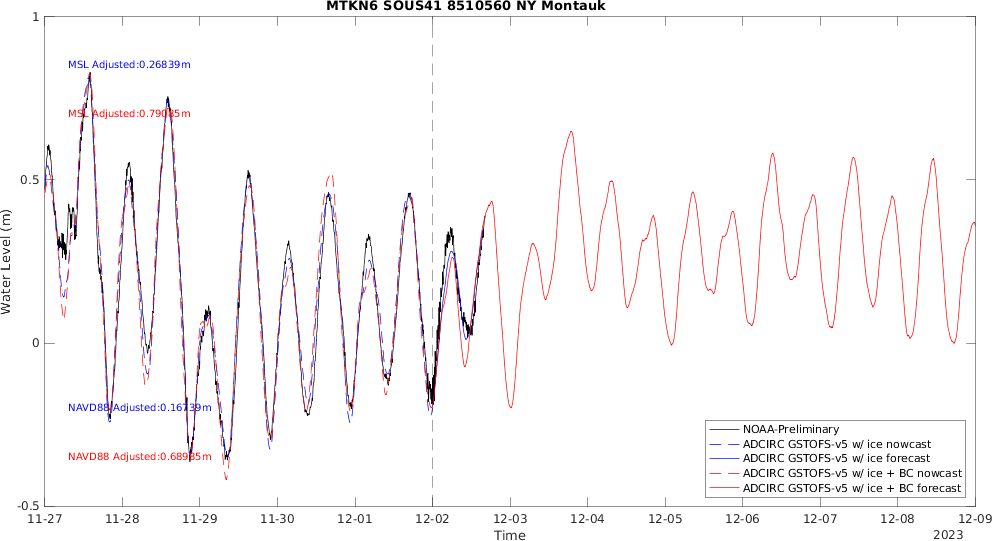 MTKN6 SOUS41 8510560 NY Montauk
1
MSL Adjusted:0.26839m
MSL Adjusted:0.79085m
0.5
Water Level (m)
0
NAVD88 Adjusted:0.16739m
NAVD88 Adjusted:0.68985m
NOAA-Preliminary
ADCIRC GSTOFS-v5 w/ ice nowcast
ADCIRC GSTOFS-v5 w/ ice forecast
ADCIRC GSTOFS-v5 w/ ice + BC nowcast
ADCIRC GSTOFS-v5 w/ ice + BC forecast
-0.5
11-27 11-28 11-29 11-30 12-01 12-02 12-03 12-04 12-05 12-06 12-07 12-08 12-09
Time
2023